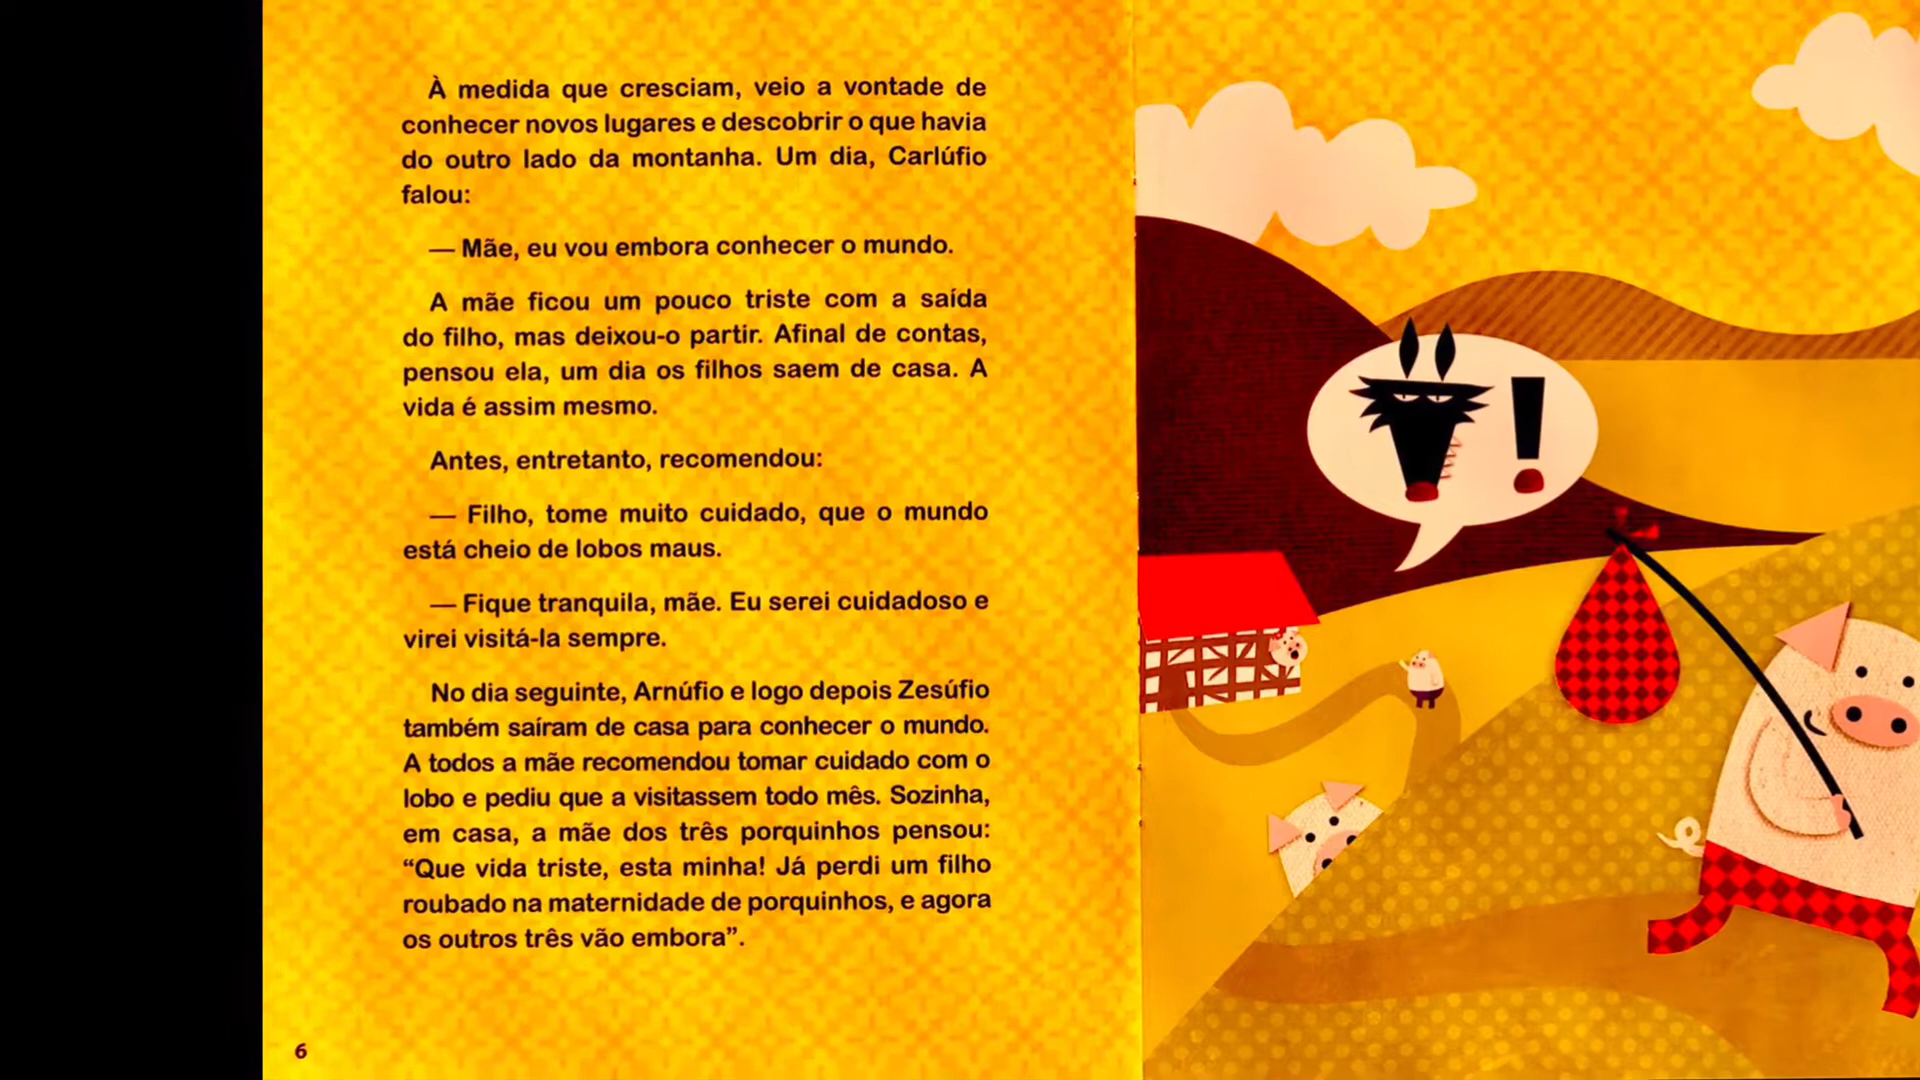 À medida que cresciam, veio a vontade de
conhecer novos lugares e descobrir o que havia
do outro lado da montanha. Um dia, Carlúfio
falou:
— Mãe, eu vou embora conhecer o mundo.
A mãe ficou um pouco triste com a saída
do filho, mas deixou-o partir. Afinal de contas,
pensou ela, um dia os filhos saem de casa. A
vida é assim mesmo.
Antes, entretanto, recomendou:
— Filho, tome muito cuidado, que o mundo
está cheio de lobos maus.
— Fique tranquila, mãe. Eu serei cuidadoso e
virei visitá-la sempre.
No dia seguinte, Arnúfio e logo depois Zesúfio
também saíram de casa para conhecer o mundo.
A todos a mãe recomendou tomar cuidado com o
lobo e pediu que a visitassem todo mês. Sozinha,
em casa, a mãe dos três porquinhos pensou:
“Que vida triste, esta minha! Já perdi um filho
roubado na maternidade de porquinhos, e agora
os outros três vão embora”.
6
!